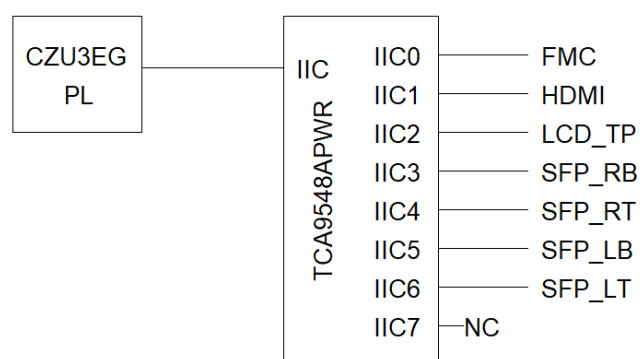 CZU3EG
PL
IIC
TCA9548APWR
IIC0 FMC
IIC1 HDMI
IIC2 LCD_TP
IIC3 SFP_RB
IIC4 SFP_RT
IIC5 SFP_LB
IIC6 SFP_LT
IIC7 NC